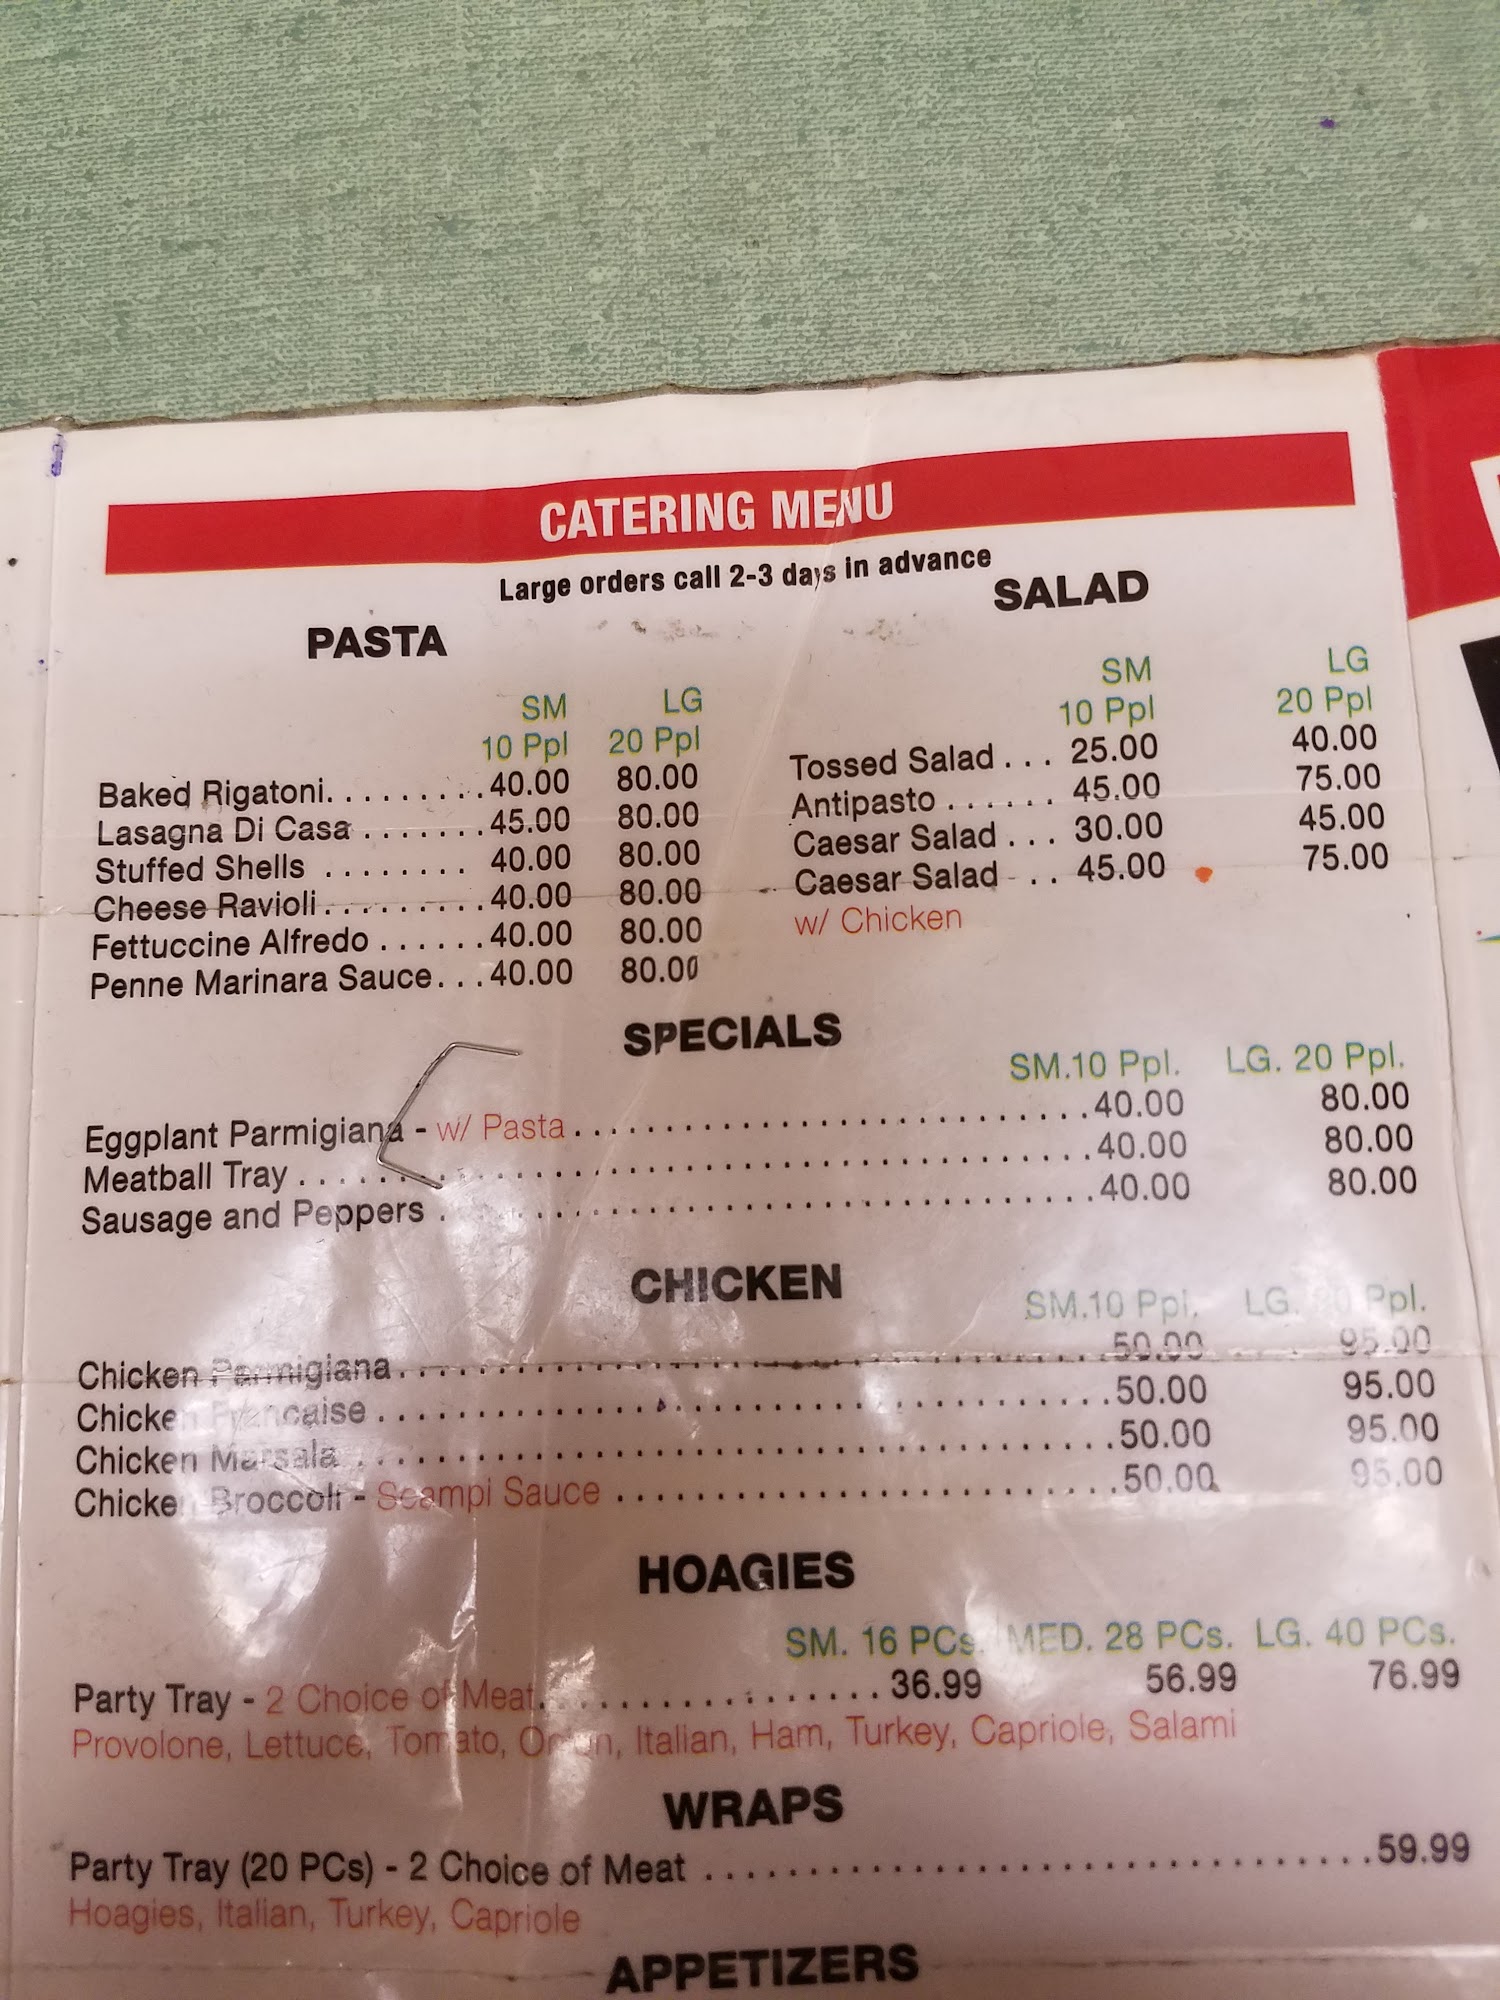 CATERING MENU
Large orders call 2-3 days in advance
PASTA
SM LG
10 Ppl 20 Ppl
Baked Rigatoni. . . . . . . . . 40.00 80.00
Lasagna Di Casa . . . . . . . 45.00 80.00
Stuffed Shells . . . . . . . . 40.00 80.00
Cheese Ravioli. . . . . . . . . 40.00 80.00
Fettuccine Alfredo . . . . . . 40.00 80.00
Penne Marinara Sauce. . . 40.00 80.00
SALAD
SM LG
10 Ppl 20 Ppl
Tossed Salad . . . 25.00 40.00
Antipasto . . . . . . 45.00 75.00
Caesar Salad . . . 30.00 45.00
Caesar Salad . . . 45.00 75.00
w/ Chicken
SPECIALS
SM.10 Ppl. LG. 20 Ppl.
Eggplant Parmigiana - w/ Pasta . . . . . . . . . . . . . . . . . . . . . . . . . 40.00 80.00
Meatball Tray . . . . . . . . . . . . . . . . . . . . . . . . . . . . . . . . . . . . . 40.00 80.00
Sausage and Peppers . . . . . . . . . . . . . . . . . . . . . . . . . . . . . . 40.00 80.00
CHICKEN
SM.10 Ppl. LG. 20 Ppl.
Chicken Parmigiana. . . . . . . . . . . . . . . . . . . . . . . . . . . . . . . . . 50.00 95.00
Chicken Francaise . . . . . . . . . . . . . . . . . . . . . . . . . . . . . . . . . . 50.00 95.00
Chicken Marsala . . . . . . . . . . . . . . . . . . . . . . . . . . . . . . . . . . . 50.00 95.00
Chicken Broccoli - Scampi Sauce . . . . . . . . . . . . . . . . . . . . . . . 50.00 95.00
HOAGIES
SM. 16 PCs. MED. 28 PCs. LG. 40 PCs.
Party Tray - 2 Choice of Meat. . . . . . . . . . . . . . . 36.99 56.99 76.99
Provolone, Lettuce, Tomato, Onion, Italian, Ham, Turkey, Capriole, Salami
WRAPS
Party Tray (20 PCs) - 2 Choice of Meat . . . . . . . . . . . . . . . . . . . . . . . . . . . . . . 59.99
Hoagies, Italian, Turkey, Capriole
APPETIZERS